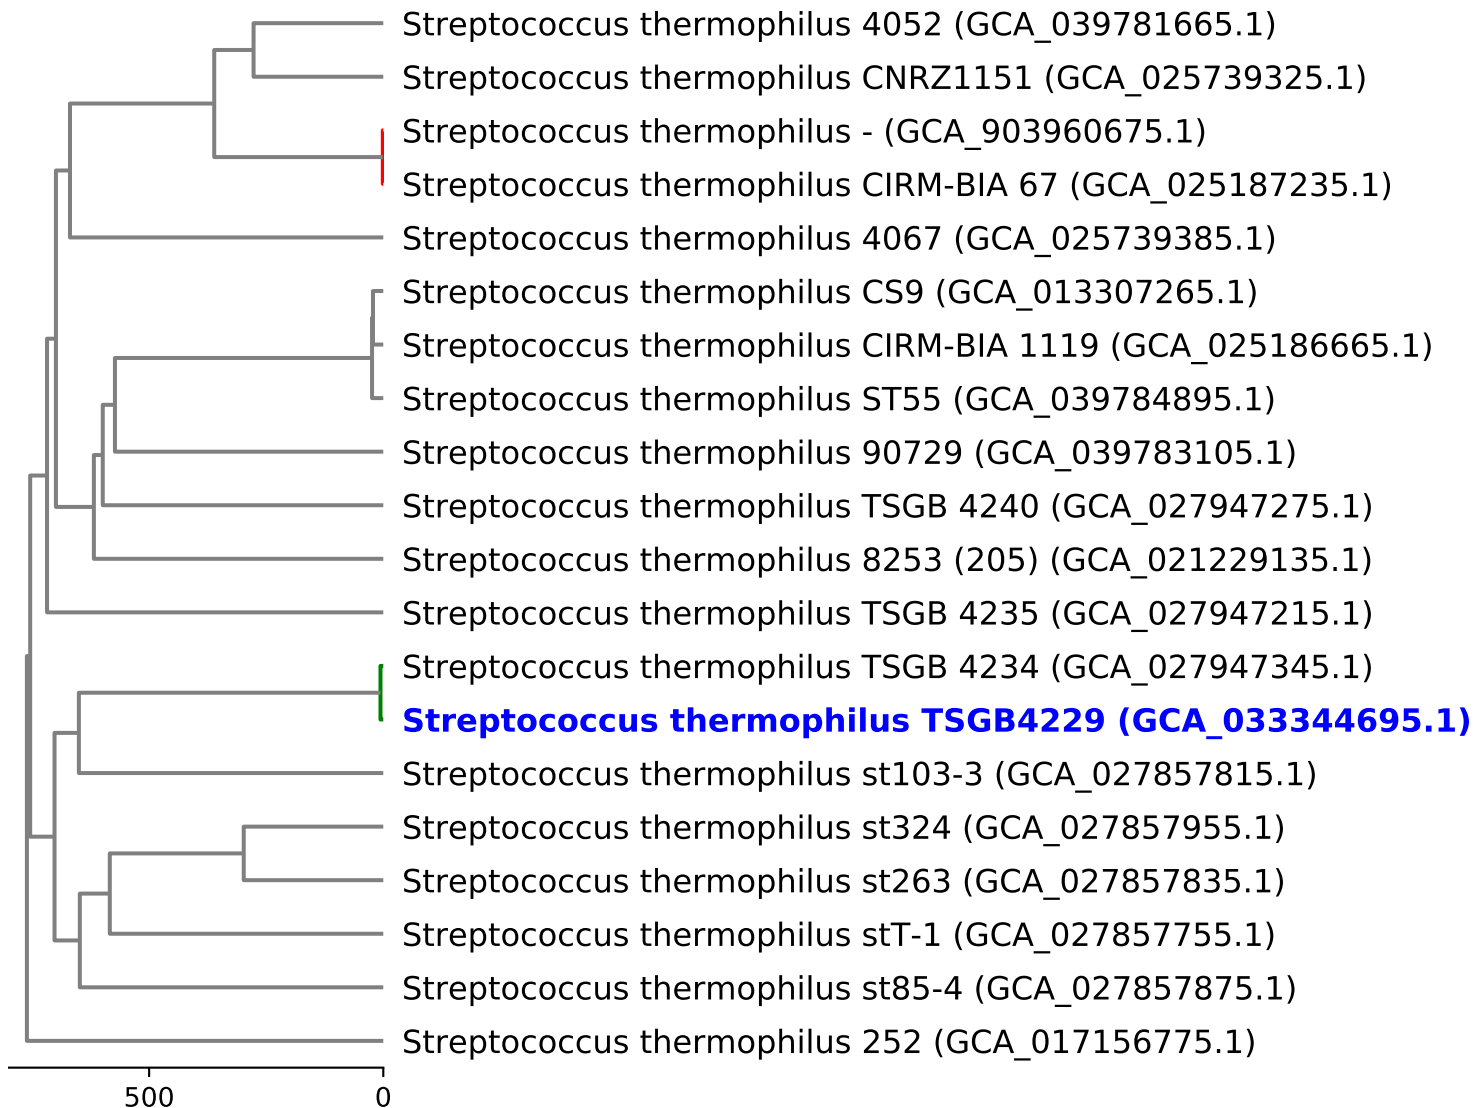 Streptococcus thermophilus 4052 (GCA_039781665.1)
Streptococcus thermophilus CNRZ1151 (GCA_025739325.1)
Streptococcus thermophilus - (GCA_903960675.1)
Streptococcus thermophilus CIRM-BIA 67 (GCA_025187235.1)
Streptococcus thermophilus 4067 (GCA_025739385.1)
Streptococcus thermophilus CS9 (GCA_013307265.1)
Streptococcus thermophilus CIRM-BIA 1119 (GCA_025186665.1)
Streptococcus thermophilus ST55 (GCA_039784895.1)
Streptococcus thermophilus 90729 (GCA_039783105.1)
Streptococcus thermophilus TSGB 4240 (GCA_027947275.1)
Streptococcus thermophilus 8253 (205) (GCA_021229135.1)
Streptococcus thermophilus TSGB 4235 (GCA_027947215.1)
Streptococcus thermophilus TSGB 4234 (GCA_027947345.1)
Streptococcus thermophilus TSGB4229 (GCA_033344695.1)
Streptococcus thermophilus st103-3 (GCA_027857815.1)
Streptococcus thermophilus st324 (GCA_027857955.1)
Streptococcus thermophilus st263 (GCA_027857835.1)
Streptococcus thermophilus stT-1 (GCA_027857755.1)
Streptococcus thermophilus st85-4 (GCA_027857875.1)
Streptococcus thermophilus 252 (GCA_017156775.1)
500 0